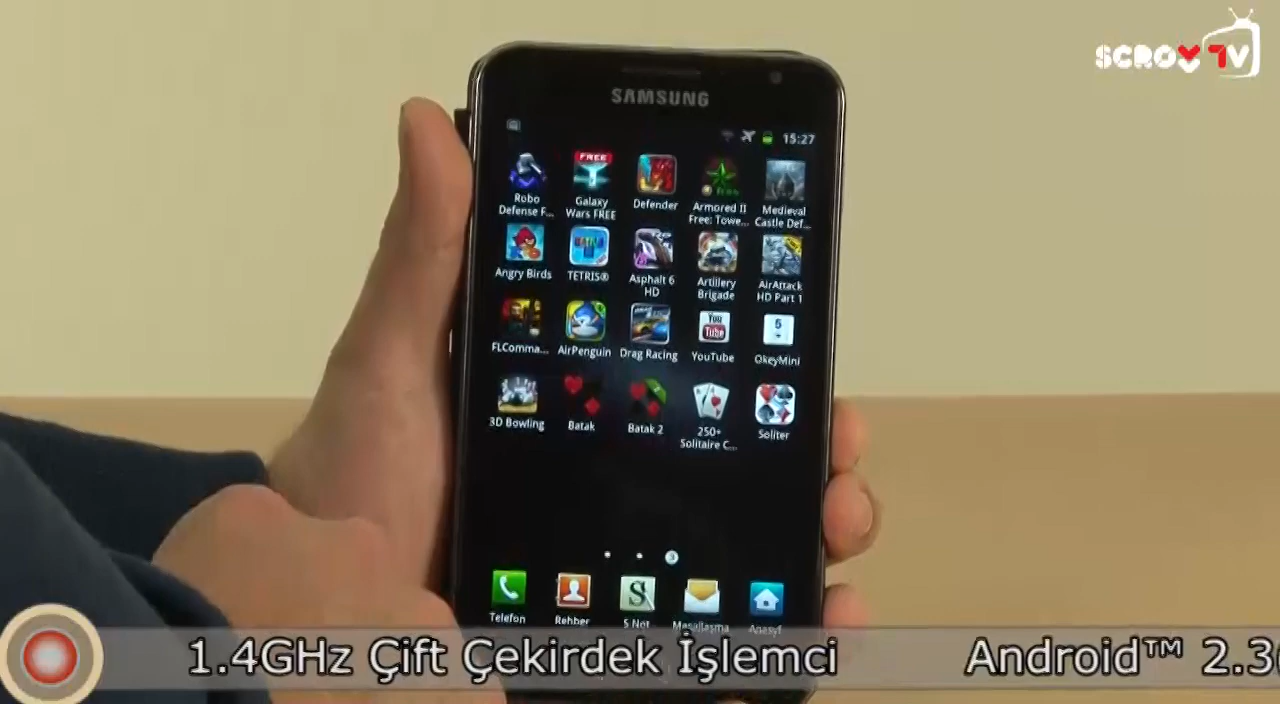 SCROLL TV
SAMSUNG
15:27
Robo Defense F...
FREE
Galaxy Wars FREE
Defender
Armored II Free: Towe...
Medieval Castle Def...
Angry Birds
TETRIS®
Asphalt 6 HD
Artillery Brigade
AirAttack HD Part 1
FLComma...
AirPenguin
Drag Racing
You Tube
YouTube
5
OkeyMini
3D Bowling
Batak
Batak 2
250+ Solitaire C...
Soliter
3
Telefon
Rehber
S
S Not
Mesajlaşma
Anasyf
1.4GHz Çift Çekirdek İşlemci
Android™ 2.3